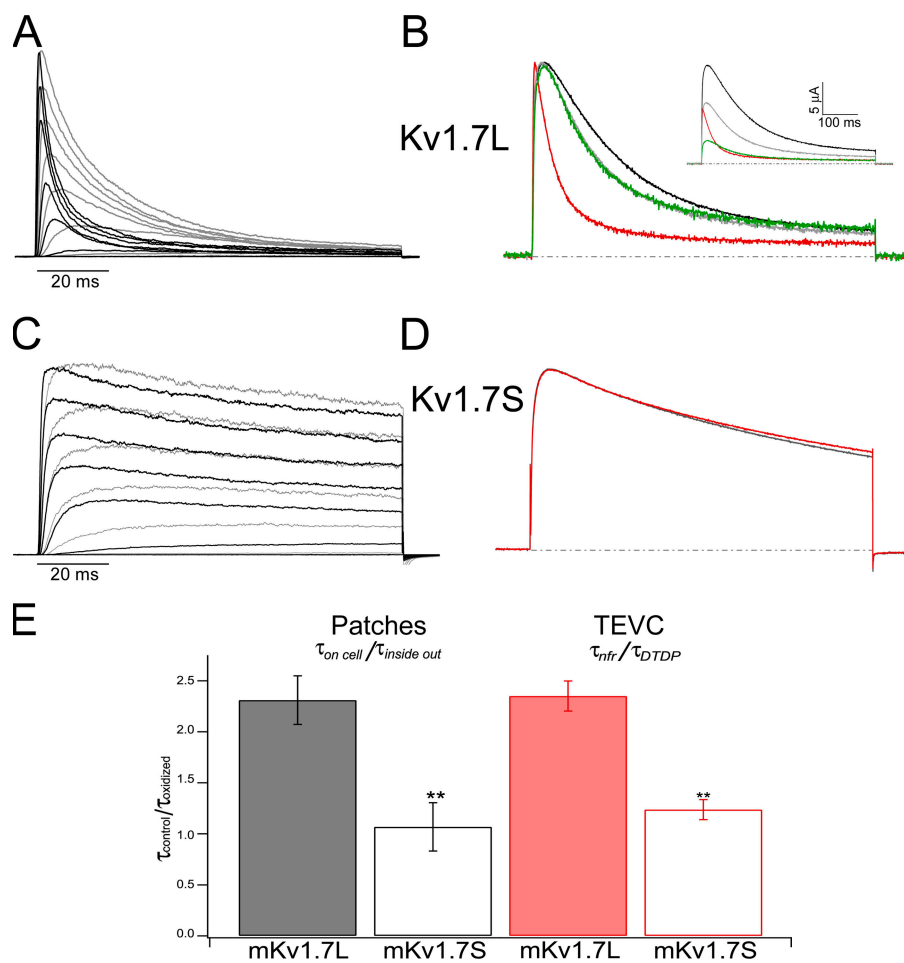 A
B
Kv1.7L
5 µA
100 ms
20 ms
C
D
Kv1.7S
20 ms
E
Patches
τon cell/τinside out
TEVC
τnfr/τDTDP
τcontrol/τoxidized
2.5
2.0
1.5
1.0
0.5
0.0
**
**
mKv1.7L
mKv1.7S
mKv1.7L
mKv1.7S